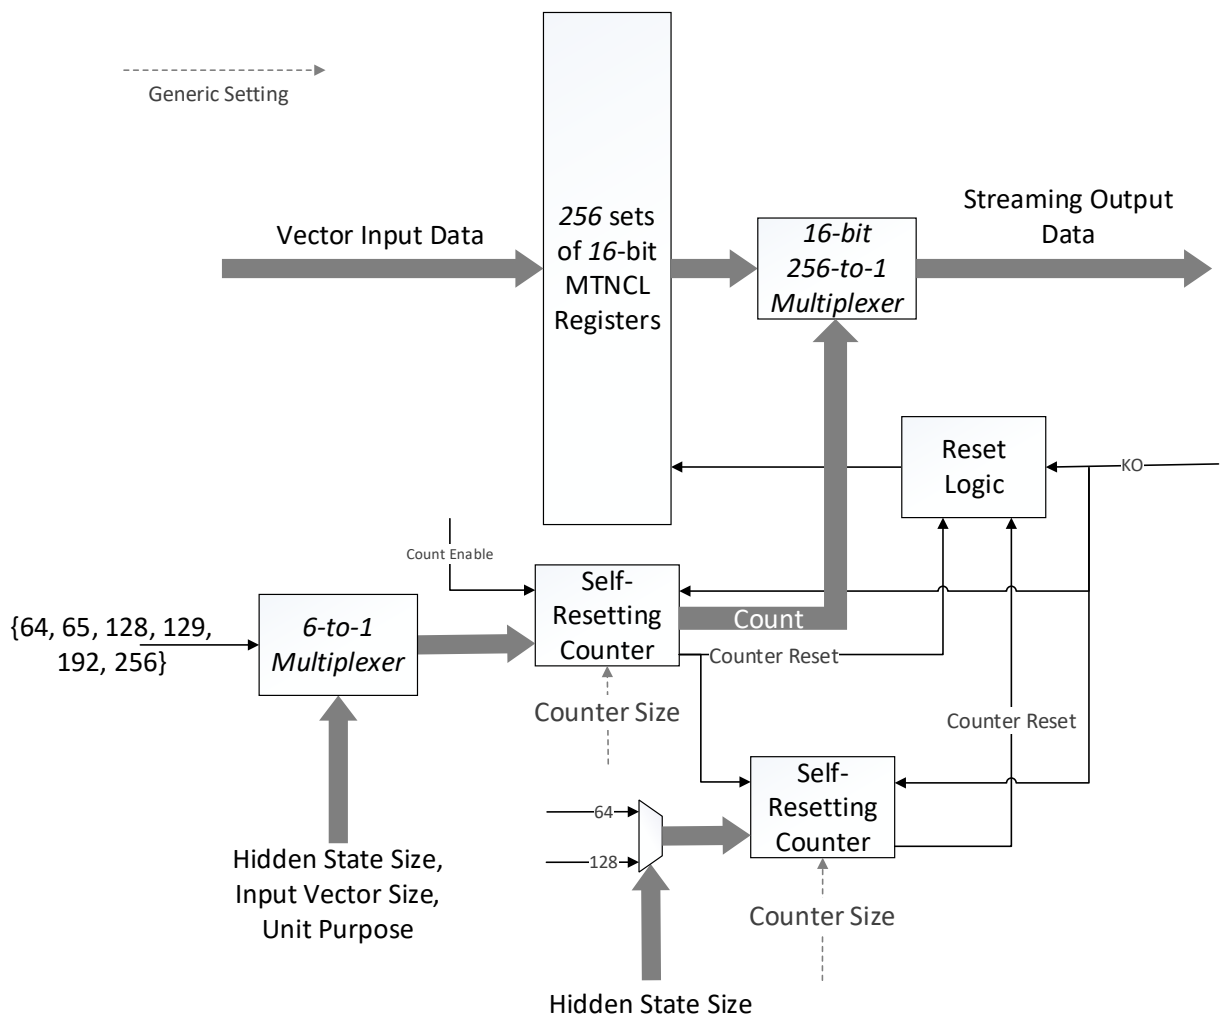 Generic Setting
Vector Input Data
256 sets
of 16-bit
MTNCL
Registers
16-bit
256-to-1
Multiplexer
Streaming Output
Data
Reset
Logic
KO
Count Enable
Self-
Resetting
Counter
Count
Counter Reset
{64, 65, 128, 129,
192, 256}
6-to-1
Multiplexer
Counter Size
Counter Reset
Self-
Resetting
Counter
64
128
Hidden State Size,
Input Vector Size,
Unit Purpose
Counter Size
Hidden State Size